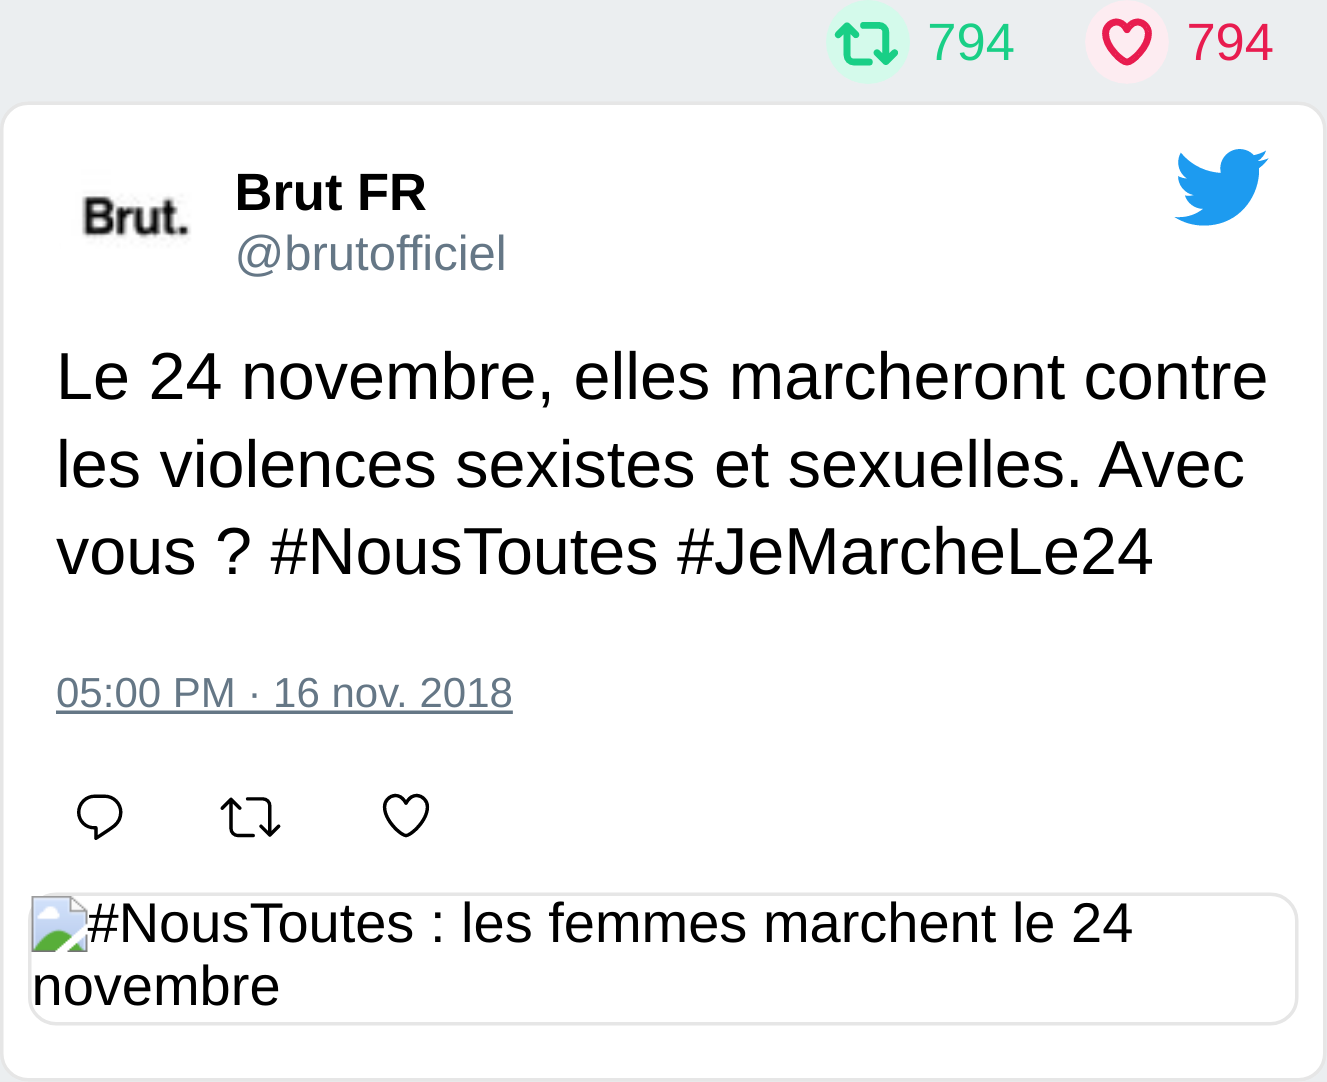 794 794
Brut.
Brut FR
@brutofficiel
Le 24 novembre, elles marcheront contre
les violences sexistes et sexuelles. Avec
vous ? #NousToutes #JeMarcheLe24
05:00 PM · 16 nov. 2018
#NousToutes : les femmes marchent le 24
novembre